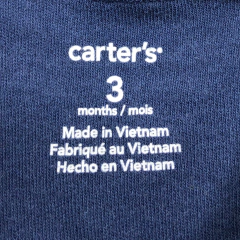 carter's
3
months / mois
Made in Vietnam
Fabriqué au Vietnam
Hecho en Vietnam